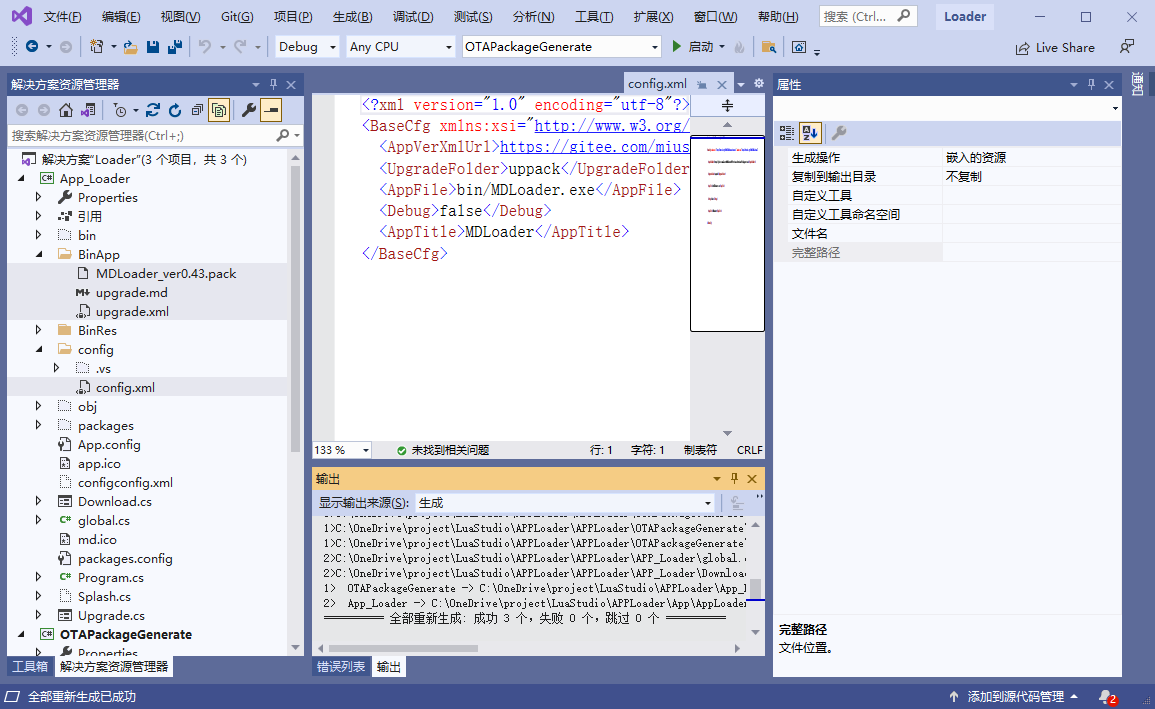 文件(F) 编辑(E) 视图(V) Git(G) 项目(P) 生成(B) 调试(D) 测试(S) 分析(N) 工具(T) 扩展(X) 窗口(W) 帮助(H) 搜索 (Ctrl... Loader
Debug Any CPU OTAPackageGenerate 启动 Live Share
解决方案资源管理器
搜索解决方案资源管理器(Ctrl+;)
解决方案"Loader"(3 个项目，共 3 个)
App_Loader
Properties
引用
bin
BinApp
MDLoader_ver0.43.pack
upgrade.md
upgrade.xml
BinRes
config
.vs
config.xml
obj
packages
App.config
app.ico
configconfig.xml
Download.cs
global.cs
md.ico
packages.config
Program.cs
Splash.cs
Upgrade.cs
OTAPackageGenerate
Properties
工具箱 解决方案资源管理器
config.xml
<?xml version="1.0" encoding="utf-8"?>
<BaseCfg xmlns:xsi="http://www.w3.org/
<AppVerXmlUrl>https://gitee.com/mius
<UpgradeFolder>uppack</UpgradeFolder
<AppFile>bin/MDLoader.exe</AppFile>
<Debug>false</Debug>
<AppTitle>MDLoader</AppTitle>
</BaseCfg>
133 % 未找到相关问题 行: 1 字符: 1 制表符 CRLF
输出
显示输出来源(S): 生成
1>C:\OneDrive\project\LuaStudio\APPLoader\APPLoader\OTAPackageGenerate
1>C:\OneDrive\project\LuaStudio\APPLoader\APPLoader\OTAPackageGenerate
2>C:\OneDrive\project\LuaStudio\APPLoader\APPLoader\APP_Loader\global.
2>C:\OneDrive\project\LuaStudio\APPLoader\APPLoader\APP_Loader\Downloa
1> OTAPackageGenerate -> C:\OneDrive\project\LuaStudio\APPLoader\App_
2> App_Loader -> C:\OneDrive\project\LuaStudio\APPLoader\App\AppLoader
========== 全部重新生成: 成功 3 个，失败 0 个，跳过 0 个 ==========
错误列表 输出
属性
生成操作 嵌入的资源
复制到输出目录 不复制
自定义工具
自定义工具命名空间
文件名
完整路径
完整路径
文件位置。
通知
全部重新生成已成功 添加到源代码管理 2